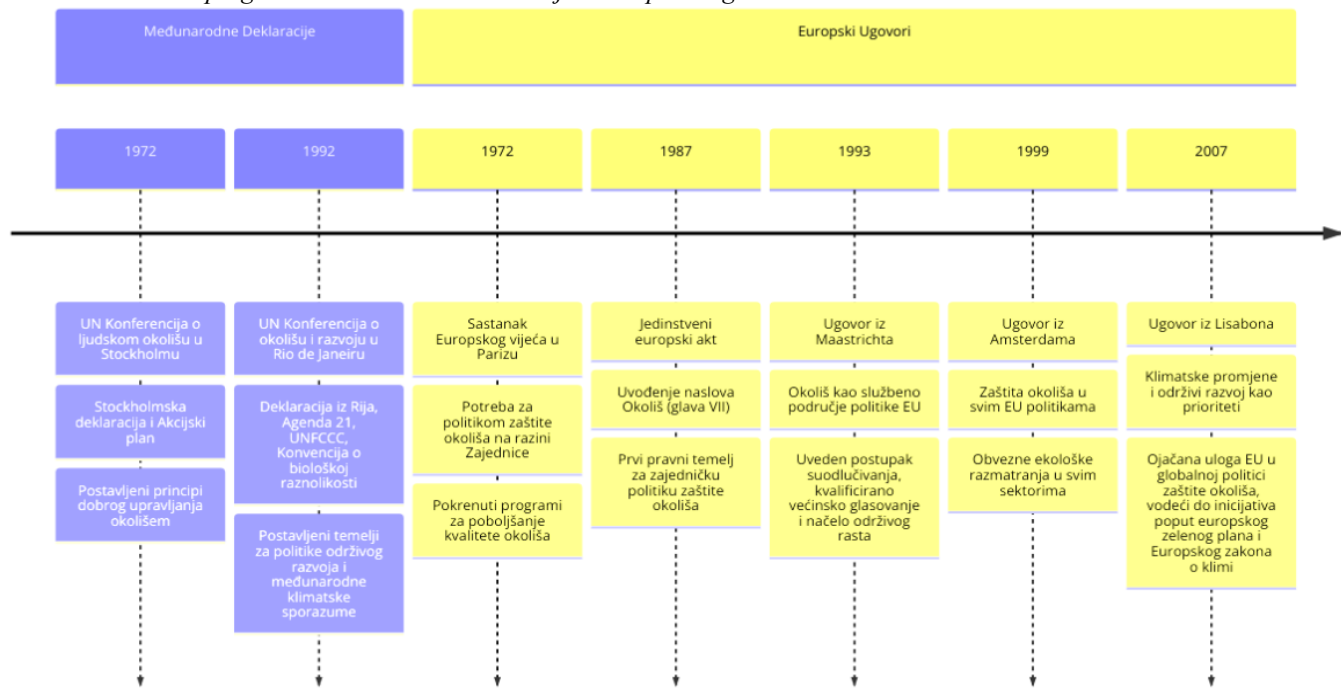 Međunarodne Deklaracije
Europski Ugovori
1972
1992
1972
1987
1993
1999
2007
UN Konferencija o
ljudskom okolišu u
Stockholmu
Stockholmska
deklaracija i Akcijski
plan
Postavljeni principi
dobrog upravljanja
okolišem
UN Konferencija o
okolišu i razvoju u
Rio de Janeiru
Deklaracija iz Rija,
Agenda 21,
UNFCCC,
Konvencija o
biološkoj
raznolikosti
Postavljeni temelji
za politike održivog
razvoja i
međunarodne
klimatske
sporazume
Sastanak
Europskog vijeća u
Parizu
Potreba za
politikom zaštite
okoliša na razini
Zajednice
Pokrenuti programi
za poboljšanje
kvalitete okoliša
Jedinstveni
europski akt
Uvođenje naslova
Okoliš (glava VII)
Prvi pravni temelj
za zajedničku
politiku zaštite
okoliša
Ugovor iz
Maastrichta
Okoliš kao službeno
područje politike EU
Uveden postupak
suodlučivanja,
kvalificirano
većinsko glasovanje
i načelo održivog
rasta
Ugovor iz
Amsterdama
Zaštita okoliša u
svim EU politikama
Obvezne ekološke
razmatranja u svim
sektorima
Ugovor iz Lisabona
Klimatske promjene
i održivi razvoj kao
prioriteti
Ojačana uloga EU u
globalnoj politici
zaštite okoliša,
vodeći do inicijativa
poput europskog
zelenog plana i
Europskog zakona
o klimi